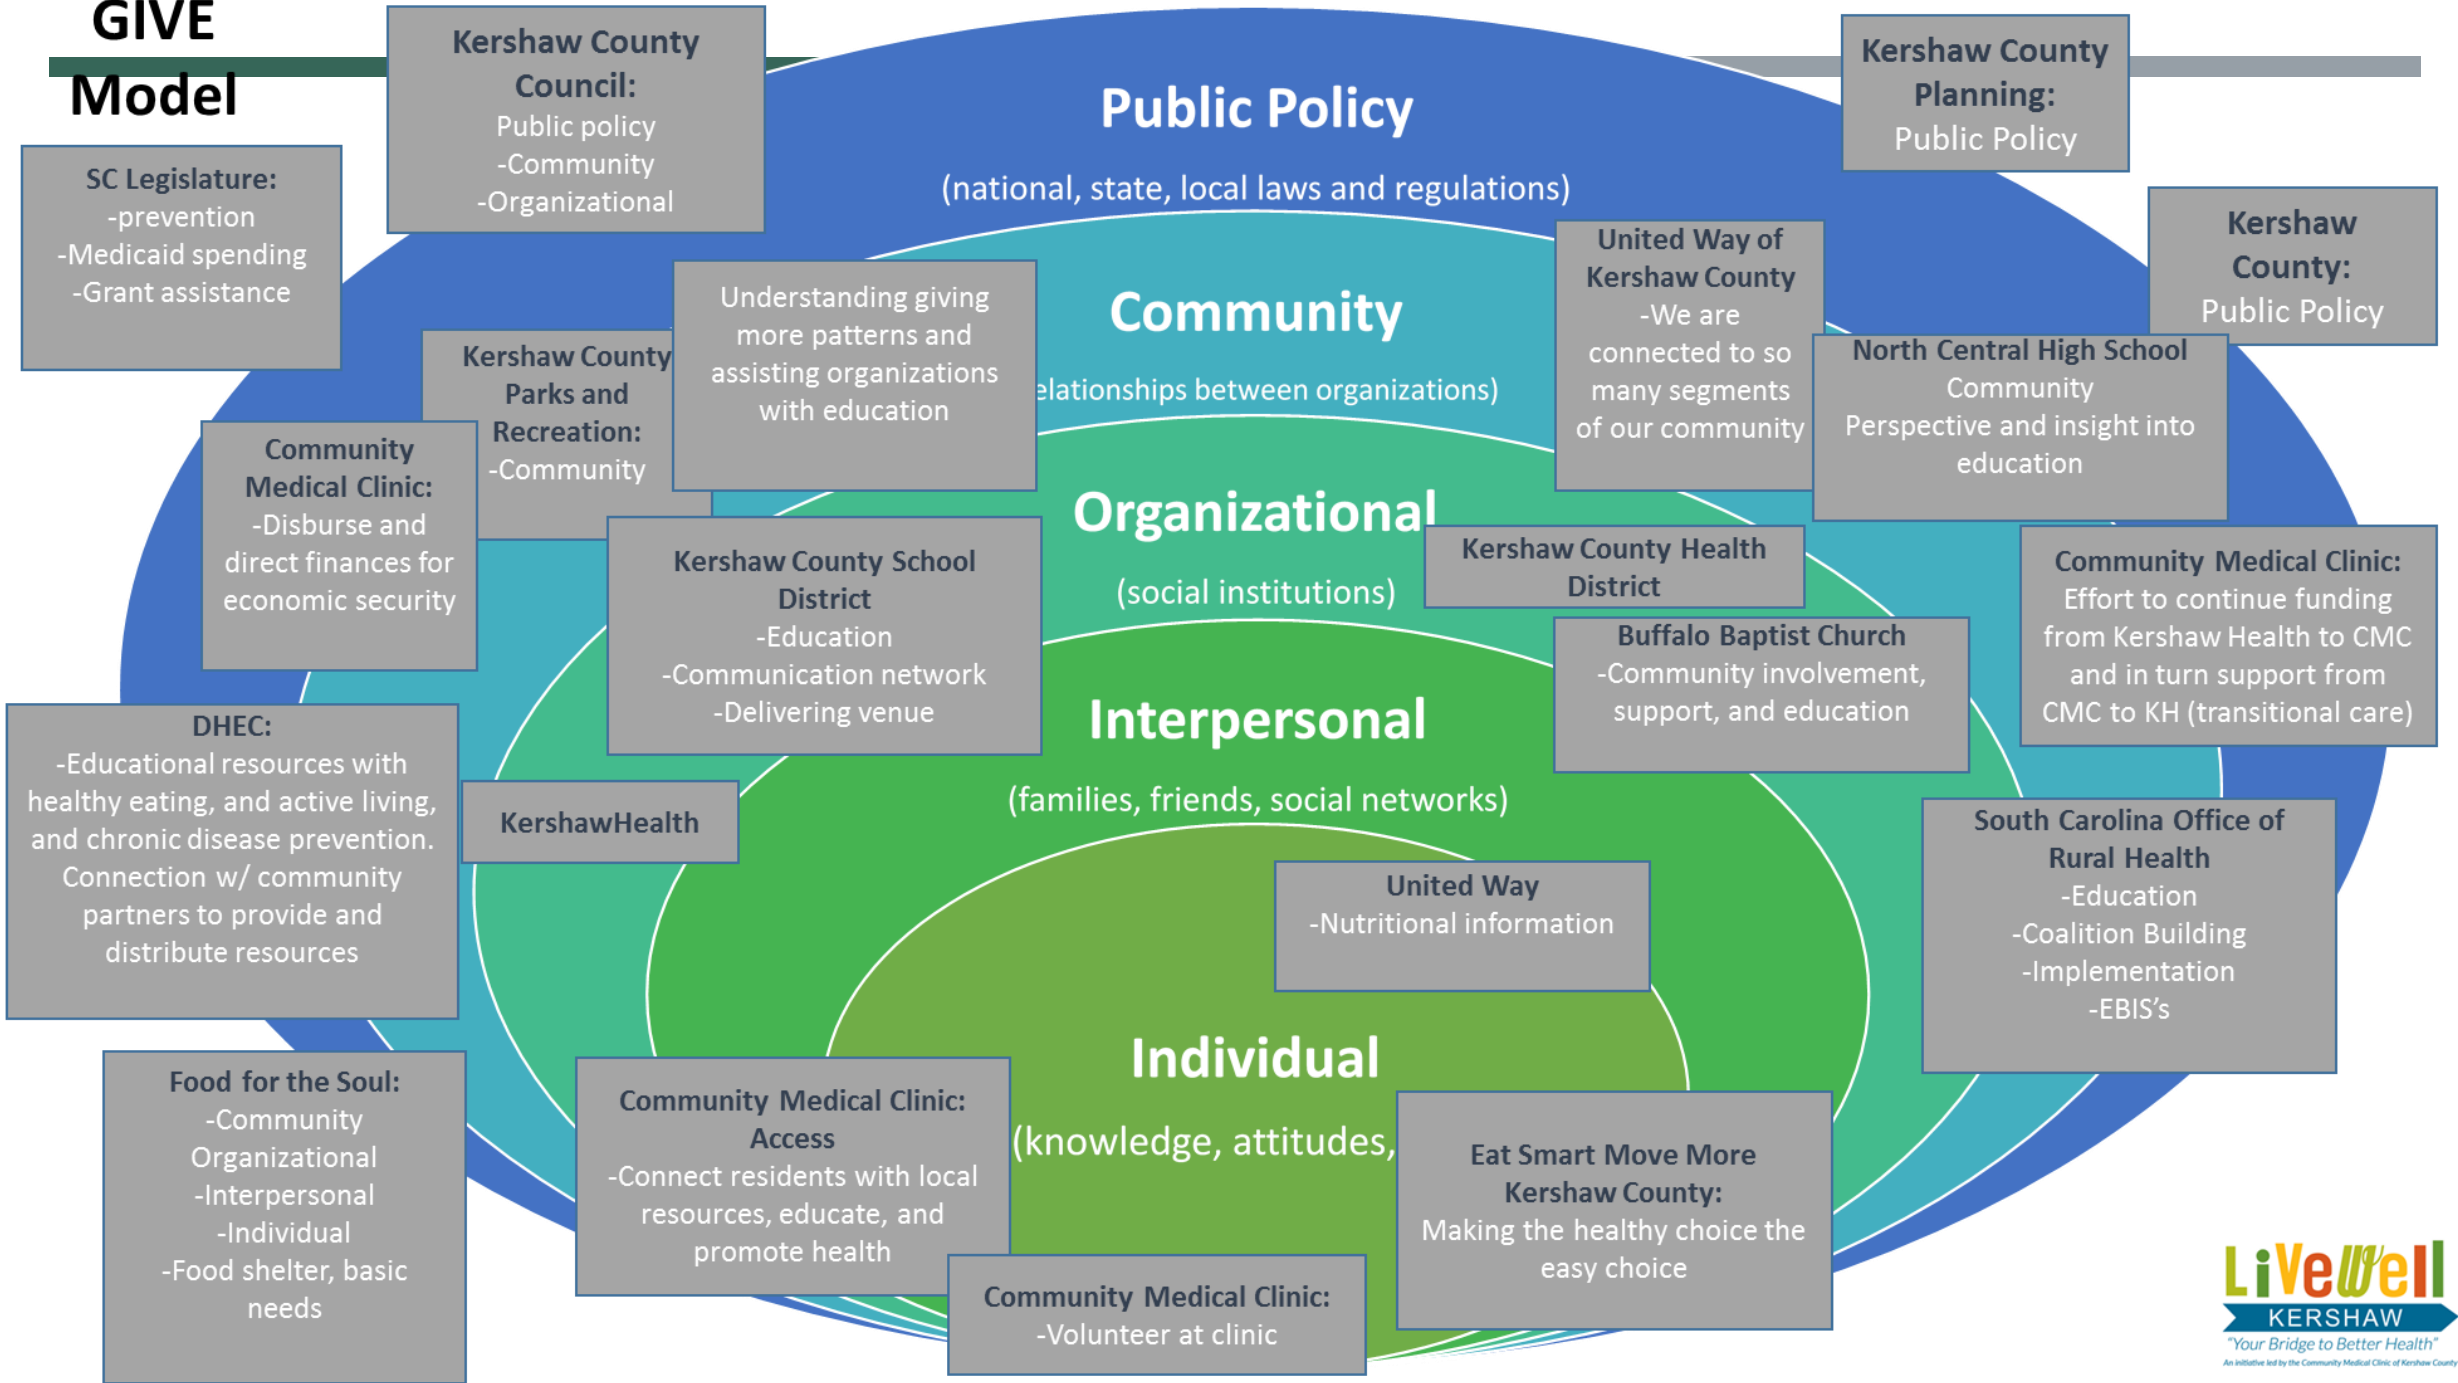 GIVE
Model
Kershaw County
Council:
Public policy
-Community
-Organizational
Kershaw County
Planning:
Public Policy
SC Legislature:
-prevention
-Medicaid spending
-Grant assistance
Public Policy
(national, state, local laws and regulations)
Kershaw
County:
Public Policy
United Way of
Kershaw County
-We are
connected to so
many segments
of our community
Understanding giving
more patterns and
assisting organizations
with education
Community
elationships between organizations)
North Central High School
Community
Perspective and insight into
education
Kershaw County
Parks and
Recreation:
-Community
Community
Medical Clinic:
-Disburse and
direct finances for
economic security
Organizational
(social institutions)
Kershaw County School
District
-Education
-Communication network
-Delivering venue
Kershaw County Health
District
Community Medical Clinic:
Effort to continue funding
from Kershaw Health to CMC
and in turn support from
CMC to KH (transitional care)
Buffalo Baptist Church
-Community involvement,
support, and education
Interpersonal
(families, friends, social networks)
DHEC:
-Educational resources with
healthy eating, and active living,
and chronic disease prevention.
Connection w/ community
partners to provide and
distribute resources
KershawHealth
South Carolina Office of
Rural Health
-Education
-Coalition Building
-Implementation
-EBIS's
United Way
-Nutritional information
Individual
(knowledge, attitudes,
Food for the Soul:
-Community
Organizational
-Interpersonal
-Individual
-Food shelter, basic
needs
Community Medical Clinic:
Access
-Connect residents with local
resources, educate, and
promote health
Eat Smart Move More
Kershaw County:
Making the healthy choice the
easy choice
Community Medical Clinic:
-Volunteer at clinic
LiVeWell
KERSHAW
"Your Bridge to Better Health"
An initiative led by the Community Medical Clinic of Kershaw County